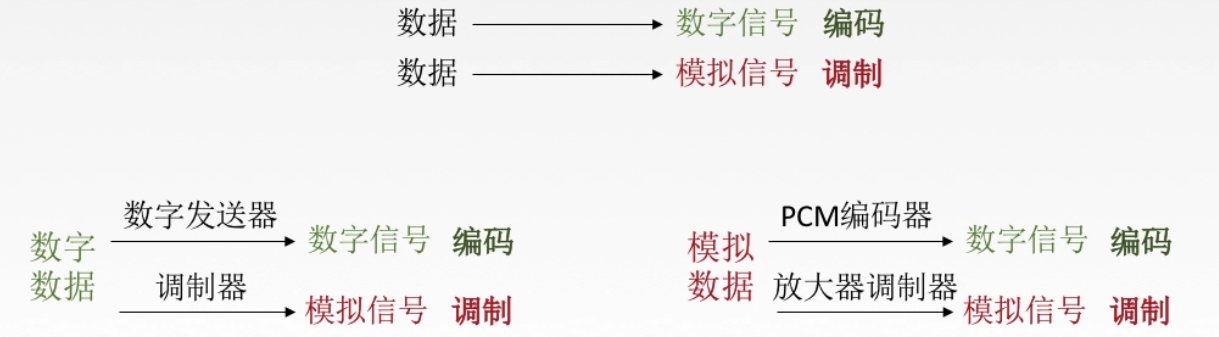 数据 数字信号 编码
数据 模拟信号 调制
数字发送器
数字数据 数字信号 编码
调制器
模拟信号 调制
PCM编码器
模拟数据 数字信号 编码
放大器调制器
模拟信号 调制